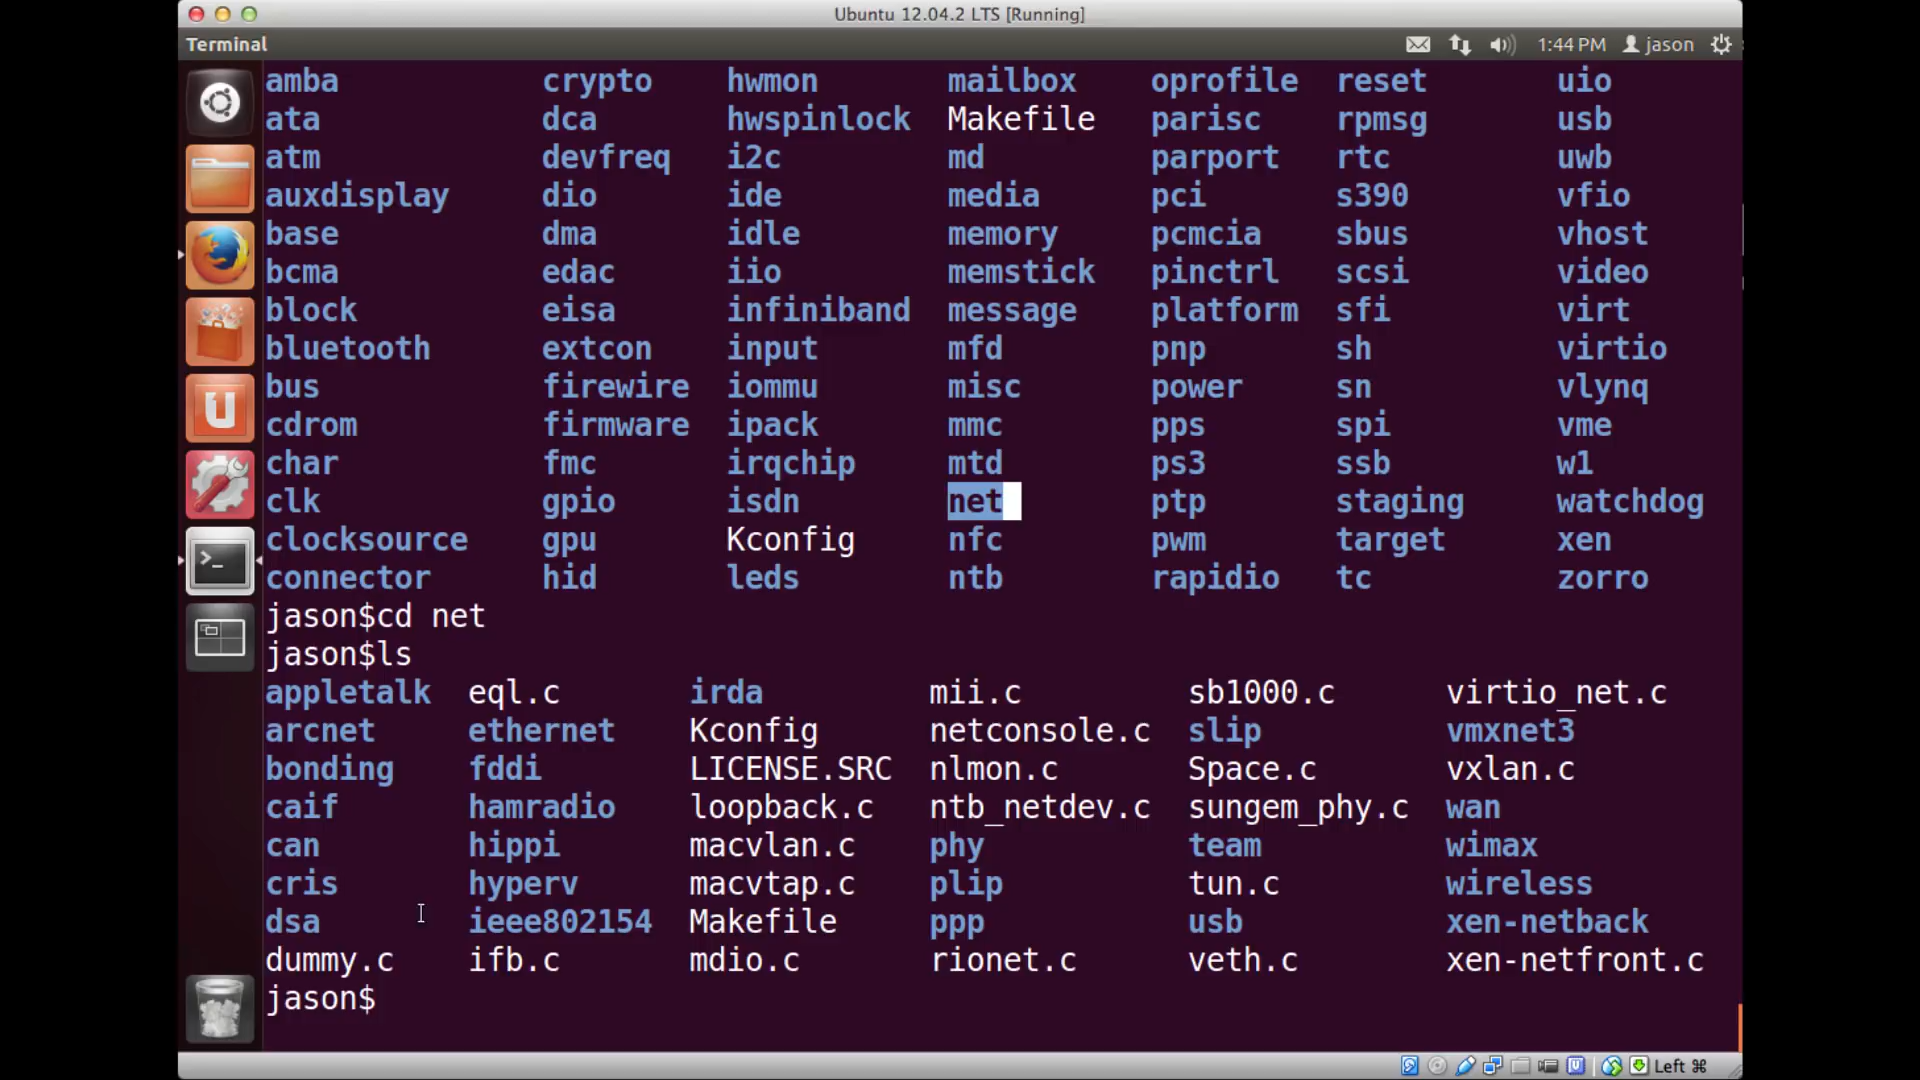 Ubuntu 12.04.2 LTS [Running]
Terminal 1:44 PM jason
amba crypto hwmon mailbox oprofile reset uio
ata dca hwspinlock Makefile parisc rpmsg usb
atm devfreq i2c md parport rtc uwb
auxdisplay dio ide media pci s390 vfio
base dma idle memory pcmcia sbus vhost
bcma edac iio memstick pinctrl scsi video
block eisa infiniband message platform sfi virt
bluetooth extcon input mfd pnp sh virtio
bus firewire iommu misc power sn vlynq
cdrom firmware ipack mmc pps spi vme
char fmc irqchip mtd ps3 ssb w1
clk gpio isdn net ptp staging watchdog
clocksource gpu Kconfig nfc pwm target xen
connector hid leds ntb rapidio tc zorro
jason$cd net
jason$ls
appletalk eql.c irda mii.c sb1000.c virtio_net.c
arcnet ethernet Kconfig netconsole.c slip vmxnet3
bonding fddi LICENSE.SRC nlmon.c Space.c vxlan.c
caif hamradio loopback.c ntb_netdev.c sungem_phy.c wan
can hippi macvlan.c phy team wimax
cris hyperv macvtap.c plip tun.c wireless
dsa ieee802154 Makefile ppp usb xen-netback
dummy.c ifb.c mdio.c rionet.c veth.c xen-netfront.c
jason$
Left ⌘